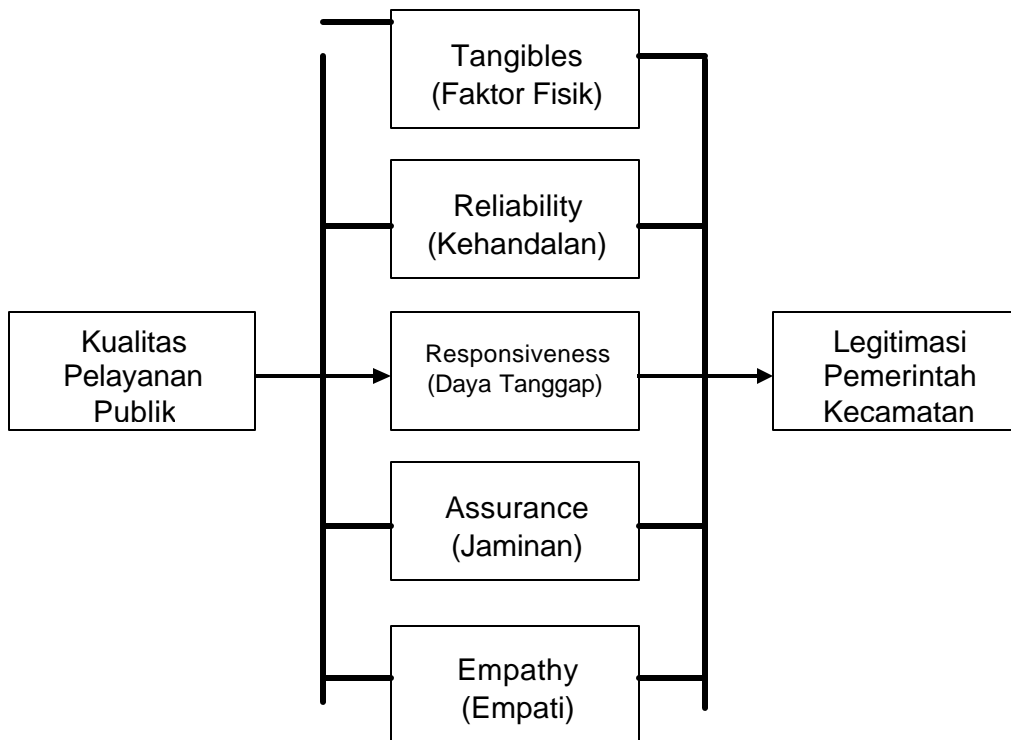 Tangibles
(Faktor Fisik)
Reliability
(Kehandalan)
Kualitas
Pelayanan
Publik
Responsiveness
(Daya Tanggap)
Legitimasi
Pemerintah
Kecamatan
Assurance
(Jaminan)
Empathy
(Empati)